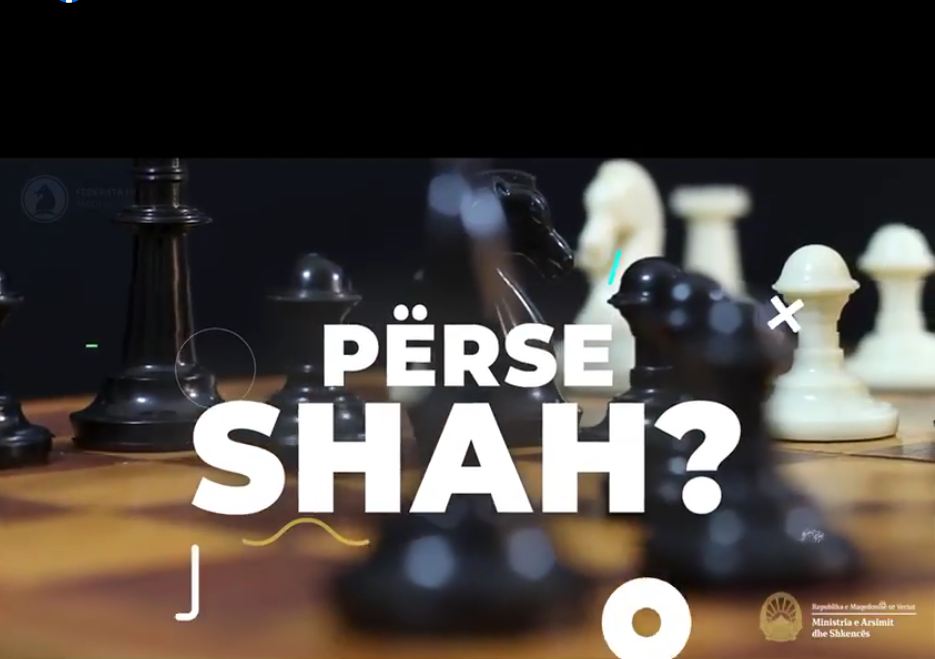 PËRSE
SHAH?
Republika e Maqedonisë së Veriut
Ministria e Arsimit
dhe Shkencës